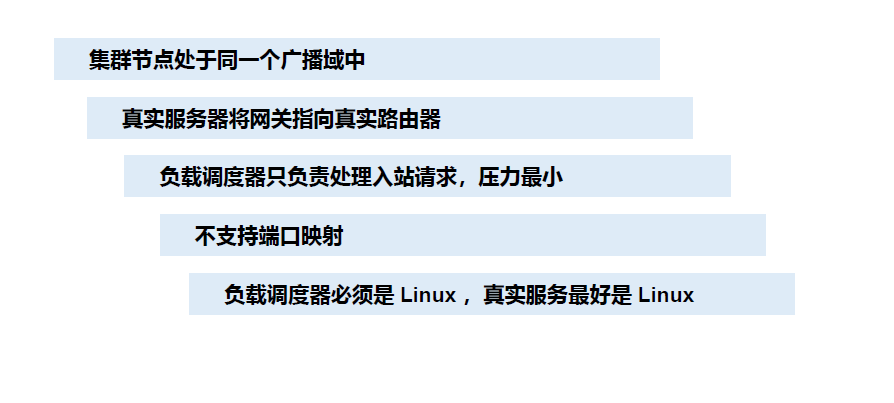 集群节点处于同一个广播域中
真实服务器将网关指向真实路由器
负载调度器只负责处理入站请求，压力最小
不支持端口映射
负载调度器必须是 Linux ，真实服务最好是 Linux